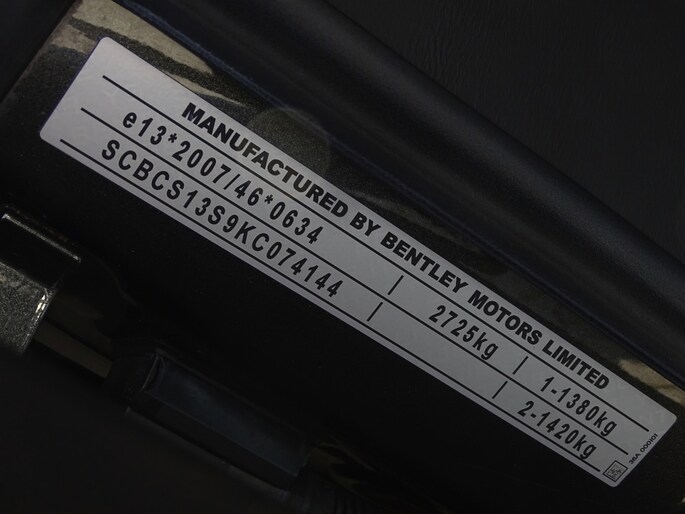 MANUFACTURED BY BENTLEY MOTORS LIMITED
e13*2007/46*0634
SCBCS13S9KC074144
2725kg
1-1380kg
2-1420kg